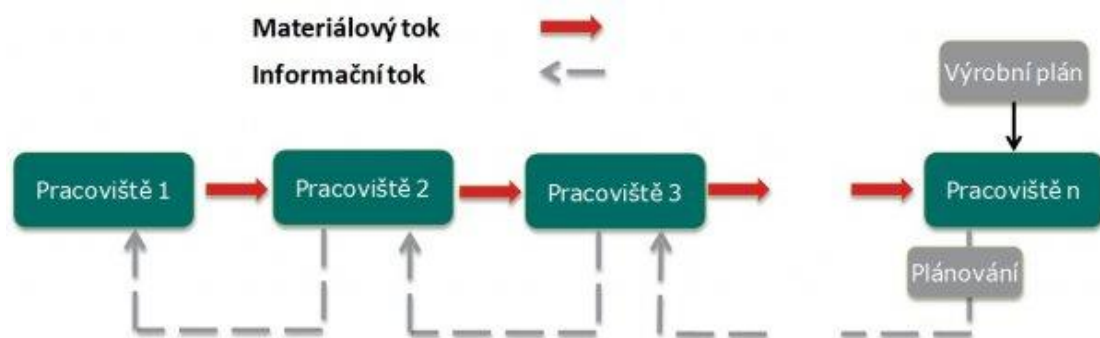 Materiálový tok
Informační tok
Výrobní plán
Pracoviště 1
Pracoviště 2
Pracoviště 3
Pracoviště n
Plánování